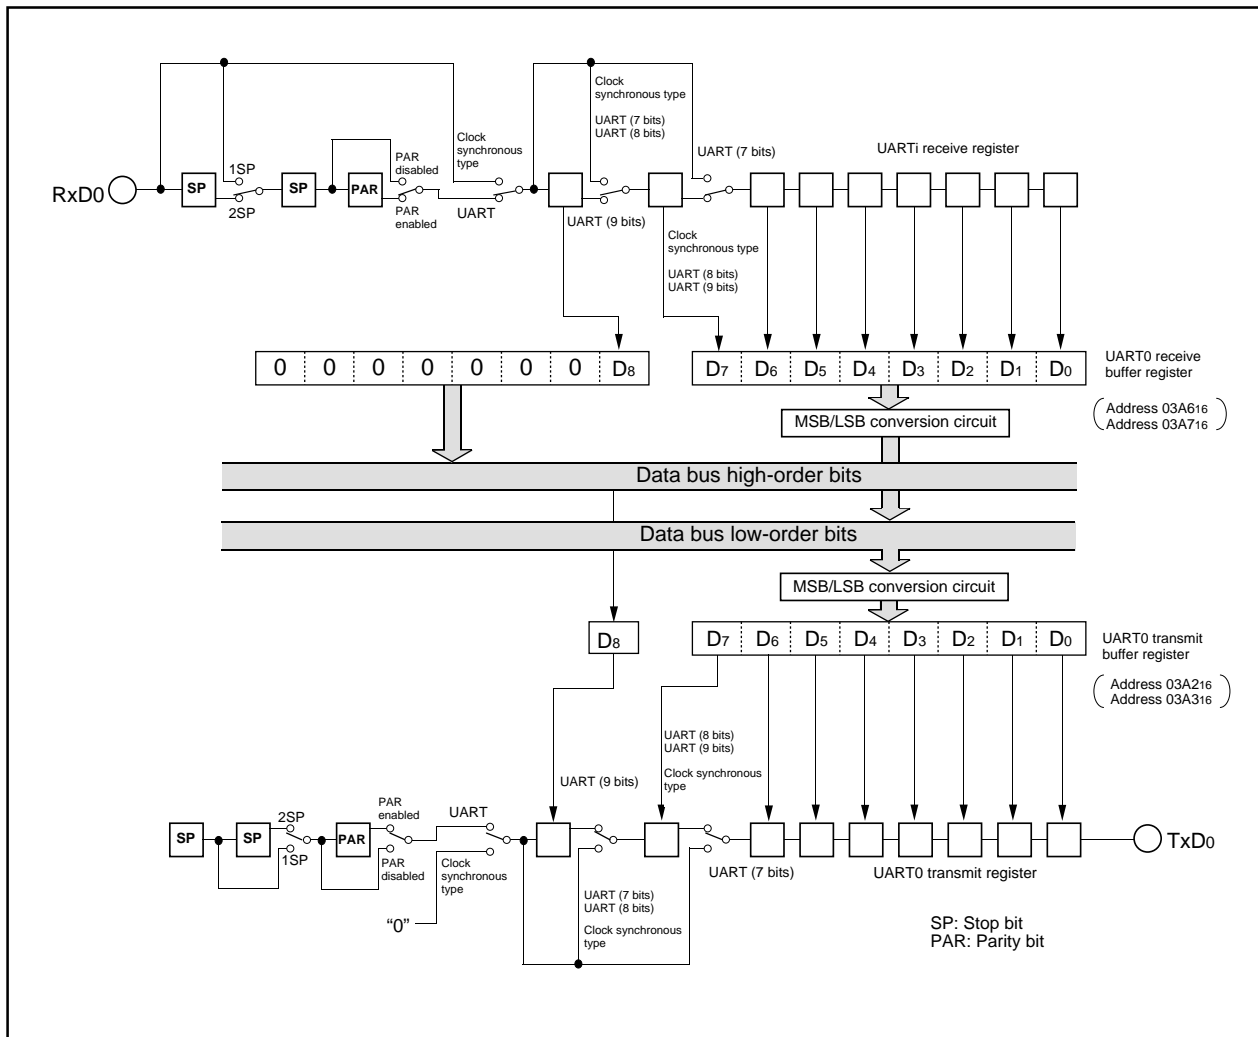 Clock
synchronous type
UART (7 bits)
UART (8 bits)
1SP
PAR
disabled
Clock
synchronous
type
UART (7 bits)
UARTi receive register
RxD0
SP
SP
PAR
2SP
PAR
enabled
UART
UART (9 bits)
Clock
synchronous type
UART (8 bits)
UART (9 bits)
0 0 0 0 0 0 0 D8
D7 D6 D5 D4 D3 D2 D1 D0
UART0 receive
buffer register
Address 03A616
Address 03A716
MSB/LSB conversion circuit
Data bus high-order bits
Data bus low-order bits
MSB/LSB conversion circuit
D8
D7 D6 D5 D4 D3 D2 D1 D0
UART0 transmit
buffer register
Address 03A216
Address 03A316
UART (8 bits)
UART (9 bits)
Clock synchronous
type
UART (9 bits)
PAR
enabled
UART
2SP
SP
SP
PAR
TxD0
1SP
PAR
disabled
Clock
synchronous
type
UART (7 bits)
UART0 transmit register
UART (7 bits)
UART (8 bits)
Clock synchronous
type
“0”
SP: Stop bit
PAR: Parity bit